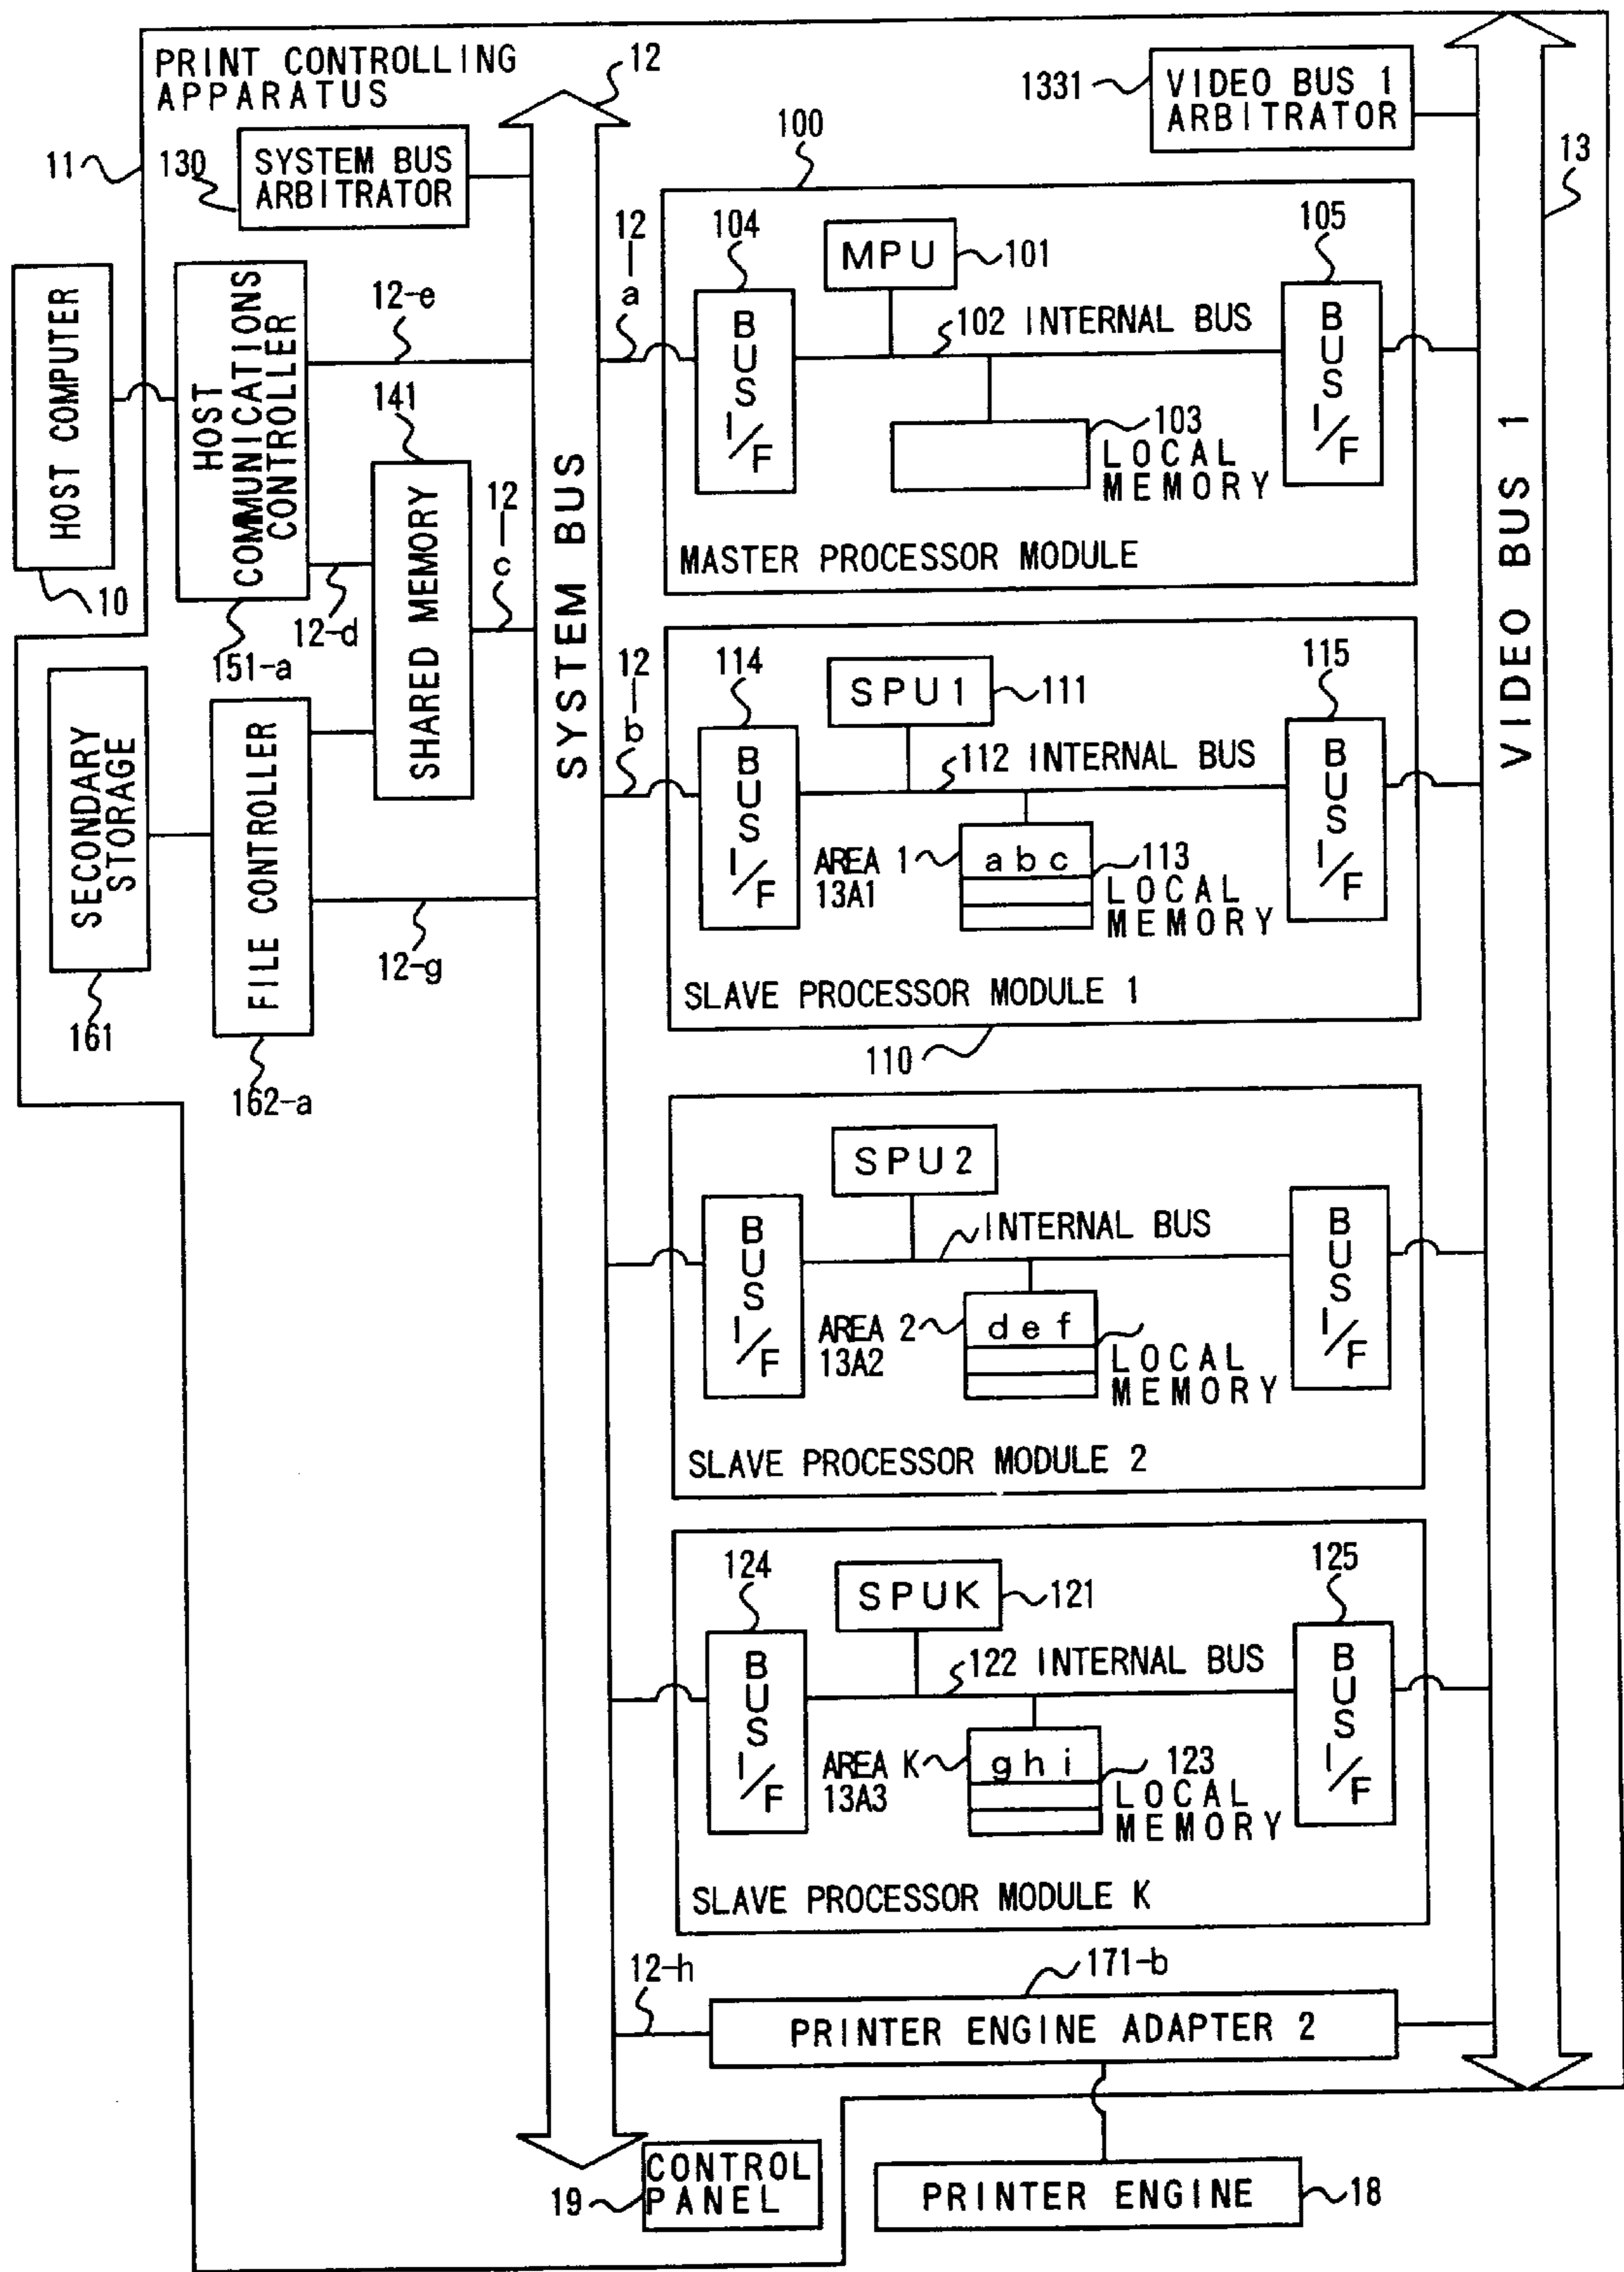 PRINT CONTROLLING
APPARATUS
12
11
130
SYSTEM BUS
ARBITRATOR
1331
VIDEO BUS 1
ARBITRATOR
13
100
HOST COMPUTER
10
HOST
COMMUNICATIONS
CONTROLLER
151-a
12-e
12-d
141
SHARED MEMORY
12-c
SYSTEM BUS
12-a
104
BUS I/F
MPU
101
102 INTERNAL BUS
103
LOCAL
MEMORY
105
BUS I/F
MASTER PROCESSOR MODULE
VIDEO BUS 1
SECONDARY
STORAGE
161
FILE CONTROLLER
162-a
12-g
12-b
114
BUS I/F
SPU1
111
112 INTERNAL BUS
AREA 1
13A1
abc
113
LOCAL
MEMORY
115
BUS I/F
SLAVE PROCESSOR MODULE 1
110
SPU2
BUS I/F
INTERNAL BUS
AREA 2
13A2
def
LOCAL
MEMORY
BUS I/F
SLAVE PROCESSOR MODULE 2
124
BUS I/F
SPUK
121
122 INTERNAL BUS
AREA K
13A3
ghi
123
LOCAL
MEMORY
125
BUS I/F
SLAVE PROCESSOR MODULE K
12-h
171-b
PRINTER ENGINE ADAPTER 2
19
CONTROL
PANEL
PRINTER ENGINE
18